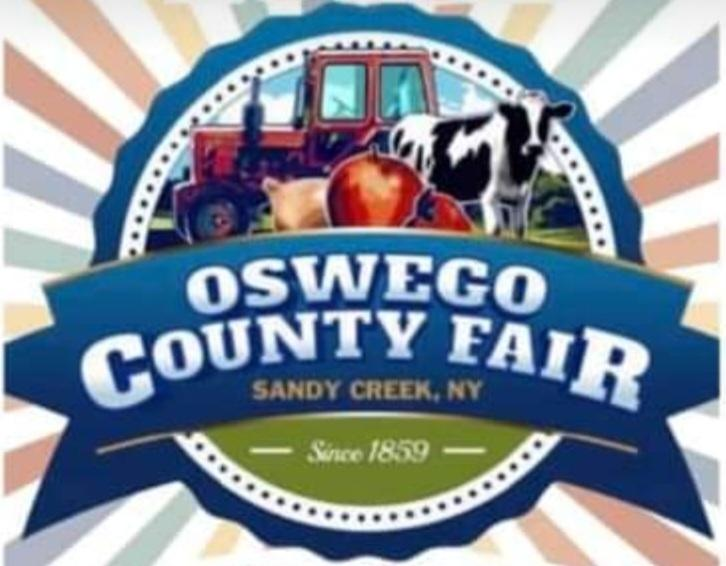 OSWEGO
COUNTY FAIR
SANDY CREEK, NY
Since 1859